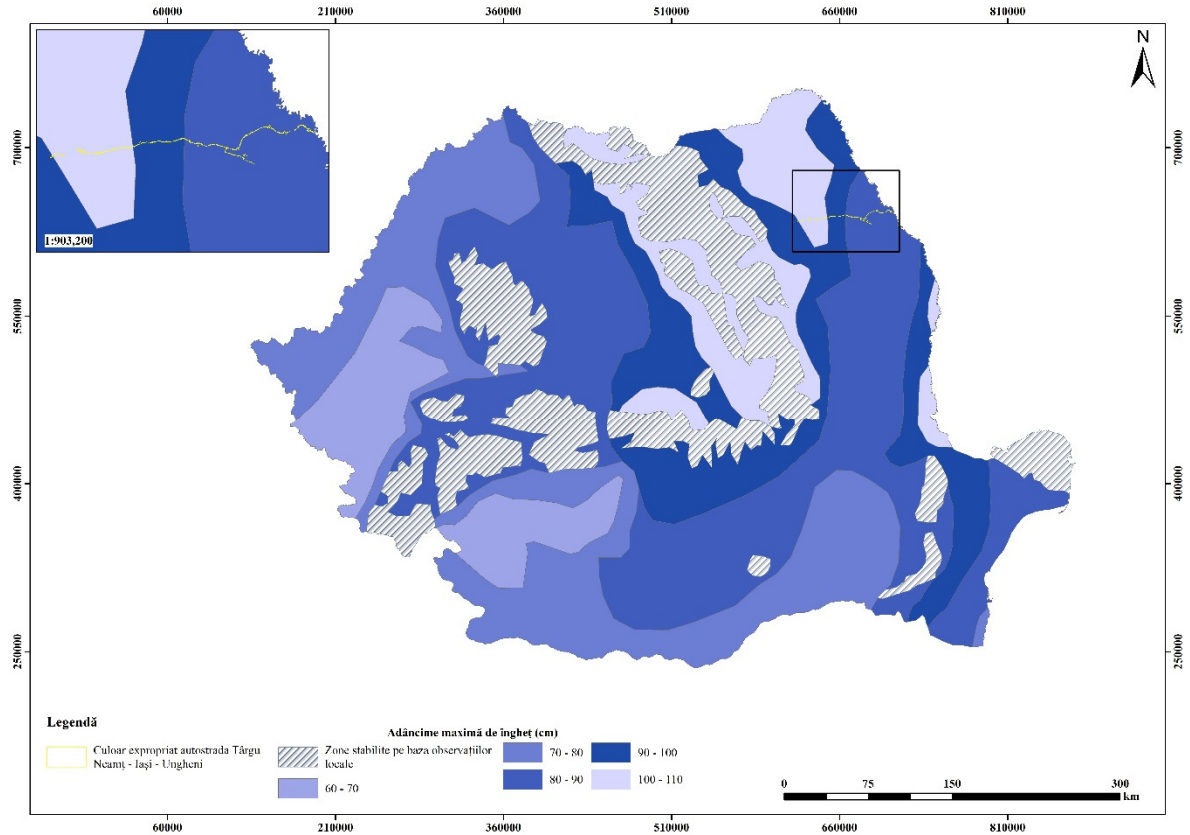 60000 210000 360000 510000 660000 810000
N
700000 700000
1:903,200
550000 550000
400000 400000
250000 250000
Legendă
Culoar expropriat autostrada Târgu
Neamț - Iași - Ungheni
Zone stabilite pe baza observațiilor
locale
60 - 70
Adâncime maximă de îngheț (cm)
70 - 80
80 - 90
90 - 100
100 - 110
0 75 150 300
km
60000 210000 360000 510000 660000 810000